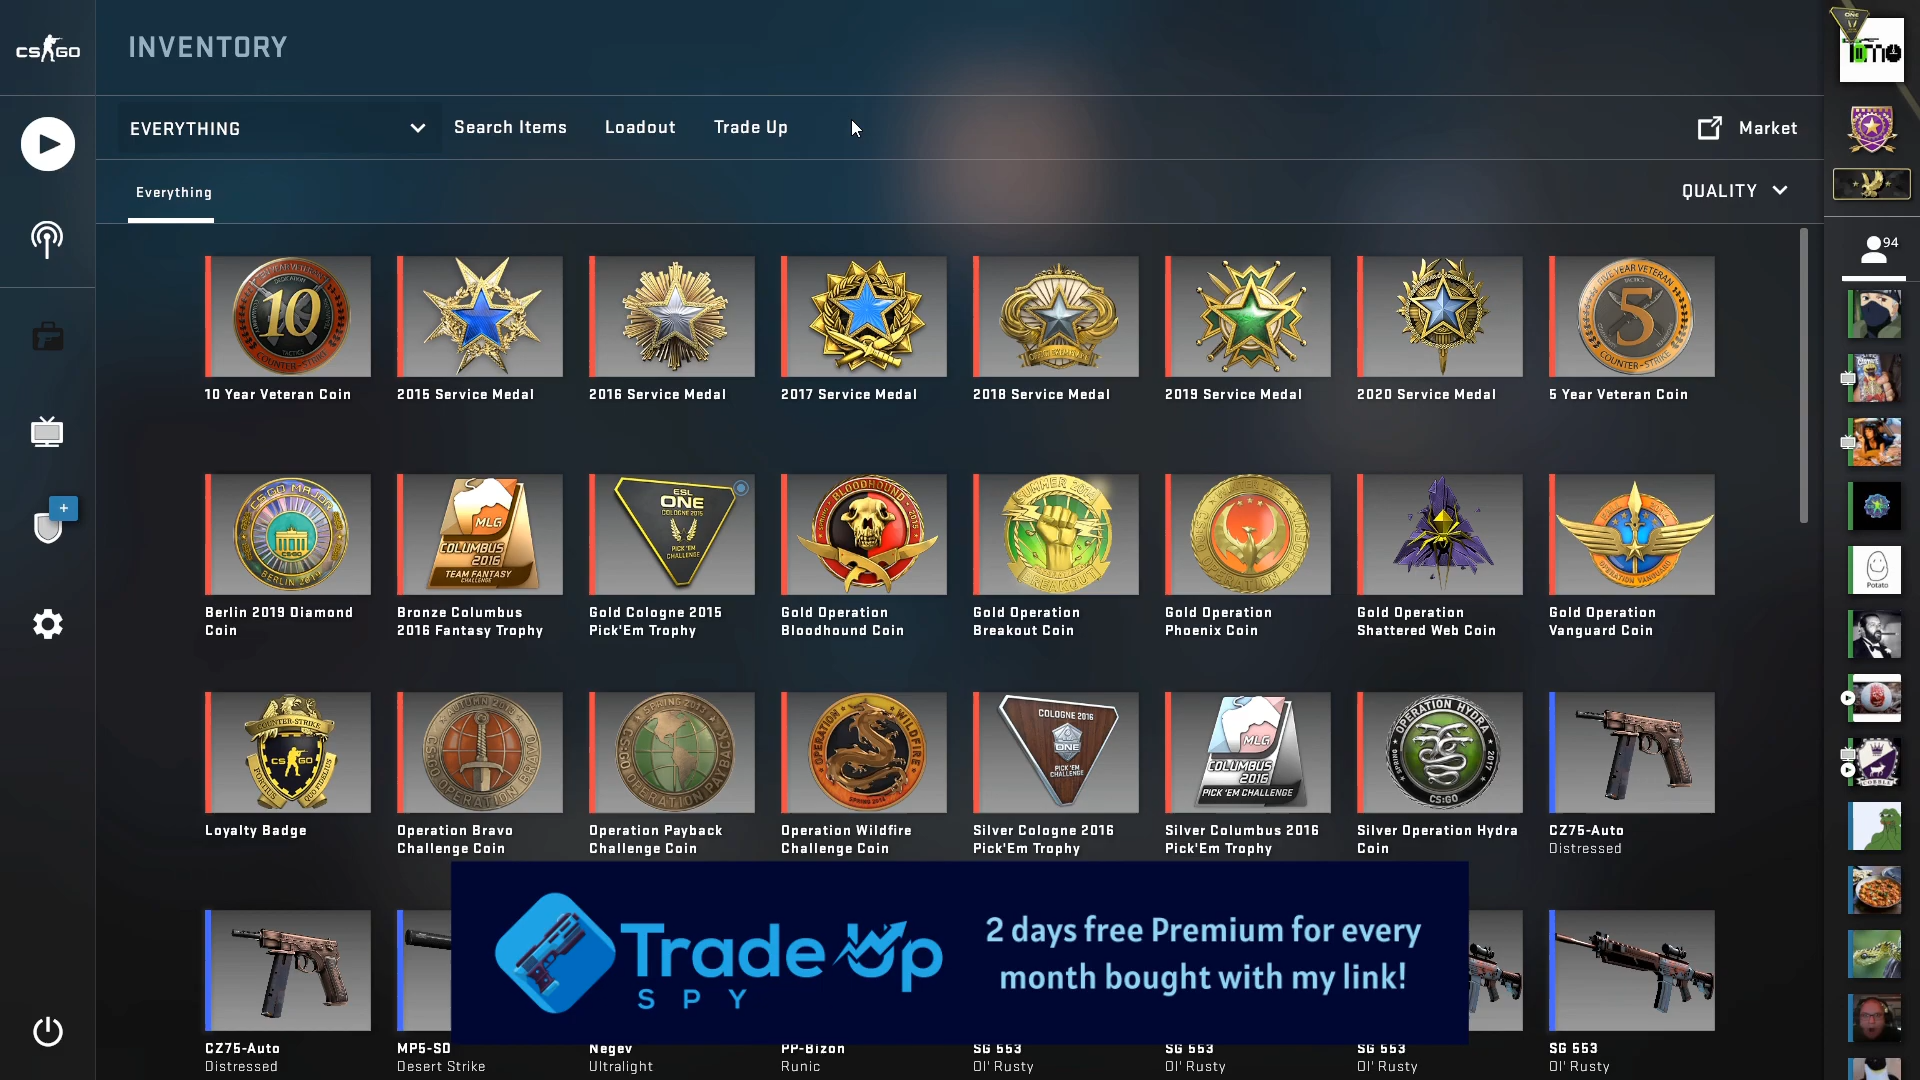 CS GO
INVENTORY
EVERYTHING
Search Items
Loadout
Trade Up
Market
Everything
QUALITY
94
10 Year Veteran Coin
2015 Service Medal
2016 Service Medal
2017 Service Medal
2018 Service Medal
2019 Service Medal
2020 Service Medal
5 Year Veteran Coin
Berlin 2019 Diamond
Coin
Bronze Columbus
2016 Fantasy Trophy
Gold Cologne 2015
Pick'Em Trophy
Gold Operation
Bloodhound Coin
Gold Operation
Breakout Coin
Gold Operation
Phoenix Coin
Gold Operation
Shattered Web Coin
Gold Operation
Vanguard Coin
Potato
Loyalty Badge
Operation Bravo
Challenge Coin
Operation Payback
Challenge Coin
Operation Wildfire
Challenge Coin
Silver Cologne 2016
Pick'Em Trophy
Silver Columbus 2016
Pick'Em Trophy
Silver Operation Hydra
Coin
CZ75-Auto
Distressed
Trade Up
SPY
2 days free Premium for every
month bought with my link!
CZ75-Auto
Distressed
MP5-SD
Desert Strike
Negev
Ultralight
PP-Bizon
Runic
SG 553
Ol' Rusty
SG 553
Ol' Rusty
SG 553
Ol' Rusty
SG 553
Ol' Rusty